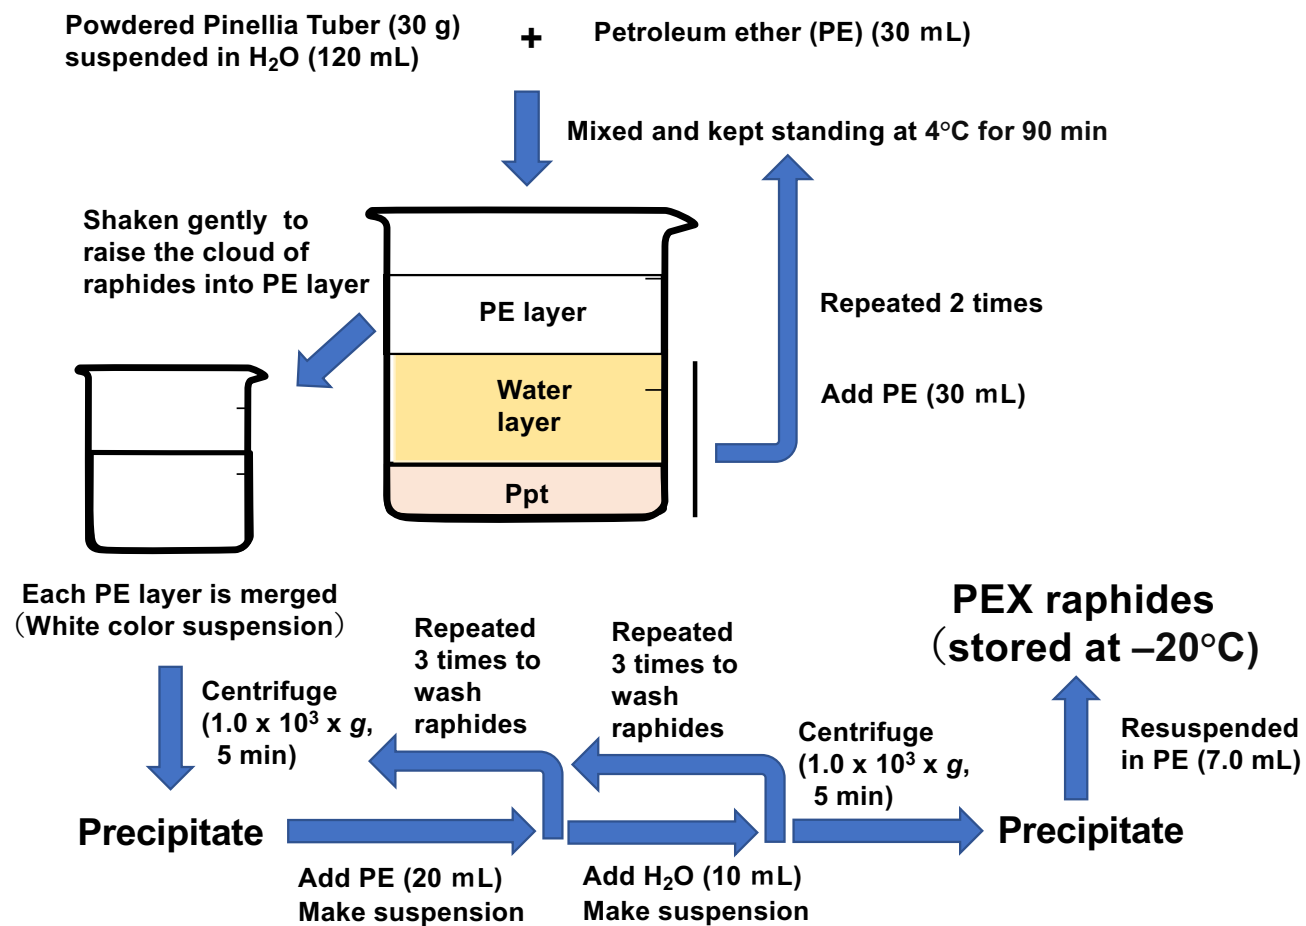 Powdered Pinellia Tuber (30 g)
suspended in H₂O (120 mL)
+
Petroleum ether (PE) (30 mL)
Mixed and kept standing at 4°C for 90 min
Shaken gently to
raise the cloud of
raphides into PE layer
PE layer
Water
layer
Ppt
Repeated 2 times
Add PE (30 mL)
Each PE layer is merged
（White color suspension）
Centrifuge
(1.0 x 10³ x g,
5 min)
Repeated
3 times to
wash
raphides
Repeated
3 times to
wash
raphides
Centrifuge
(1.0 x 10³ x g,
5 min)
PEX raphides
（stored at –20°C)
Resuspended
in PE (7.0 mL)
Precipitate
Add PE (20 mL)
Make suspension
Add H₂O (10 mL)
Make suspension
Precipitate